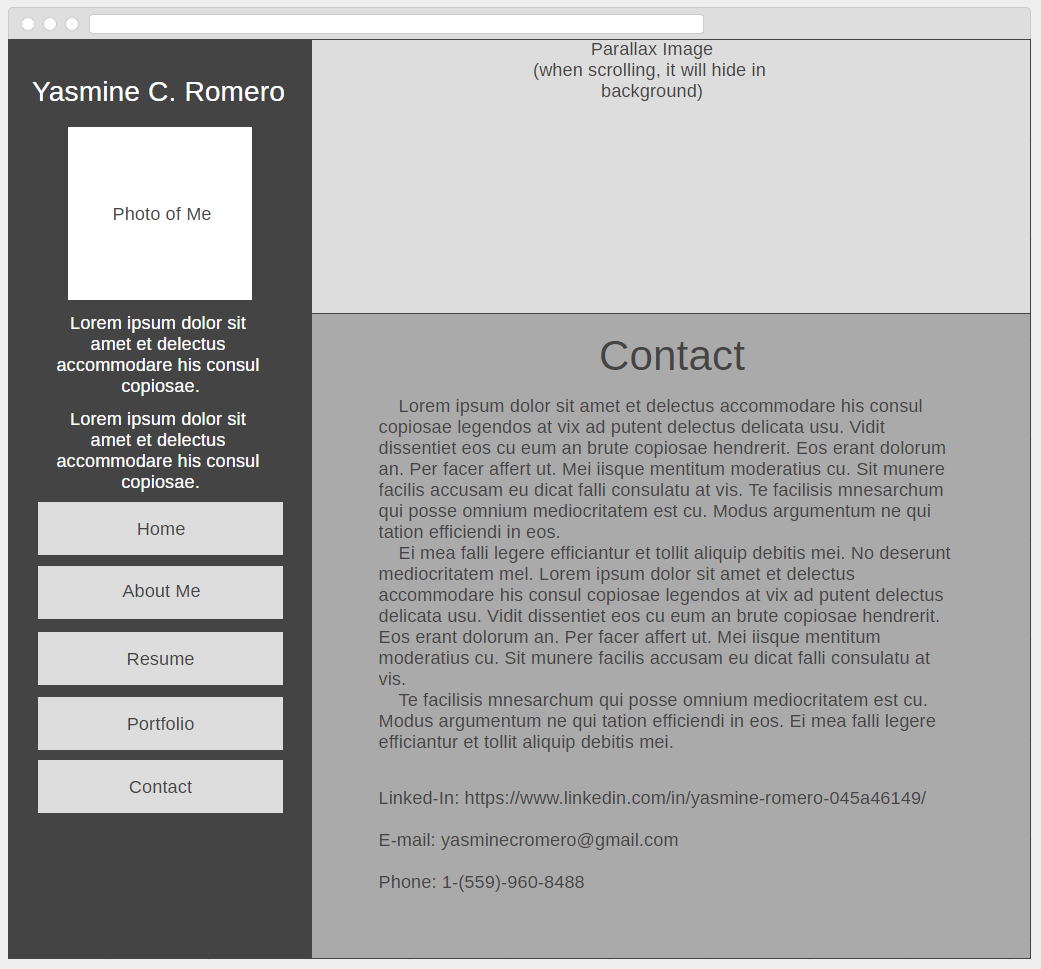 Yasmine C. Romero
Photo of Me
Lorem ipsum dolor sit
amet et delectus
accommodare his consul
copiosae.
Lorem ipsum dolor sit
amet et delectus
accommodare his consul
copiosae.
Home
About Me
Resume
Portfolio
Contact
Parallax Image
(when scrolling, it will hide in
background)
Contact
Lorem ipsum dolor sit amet et delectus accommodare his consul
copiosae legendos at vix ad putent delectus delicata usu. Vidit
dissentiet eos cu eum an brute copiosae hendrerit. Eos erant dolorum
an. Per facer affert ut. Mei iisque mentitum moderatius cu. Sit munere
facilis accusam eu dicat falli consulatu at vis. Te facilisis mnesarchum
qui posse omnium mediocritatem est cu. Modus argumentum ne qui
tation efficiendi in eos.
Ei mea falli legere efficiantur et tollit aliquip debitis mei. No deserunt
mediocritatem mel. Lorem ipsum dolor sit amet et delectus
accommodare his consul copiosae legendos at vix ad putent delectus
delicata usu. Vidit dissentiet eos cu eum an brute copiosae hendrerit.
Eos erant dolorum an. Per facer affert ut. Mei iisque mentitum
moderatius cu. Sit munere facilis accusam eu dicat falli consulatu at
vis.
Te facilisis mnesarchum qui posse omnium mediocritatem est cu.
Modus argumentum ne qui tation efficiendi in eos. Ei mea falli legere
efficiantur et tollit aliquip debitis mei.
Linked-In: https://www.linkedin.com/in/yasmine-romero-045a46149/
E-mail: yasminecromero@gmail.com
Phone: 1-(559)-960-8488